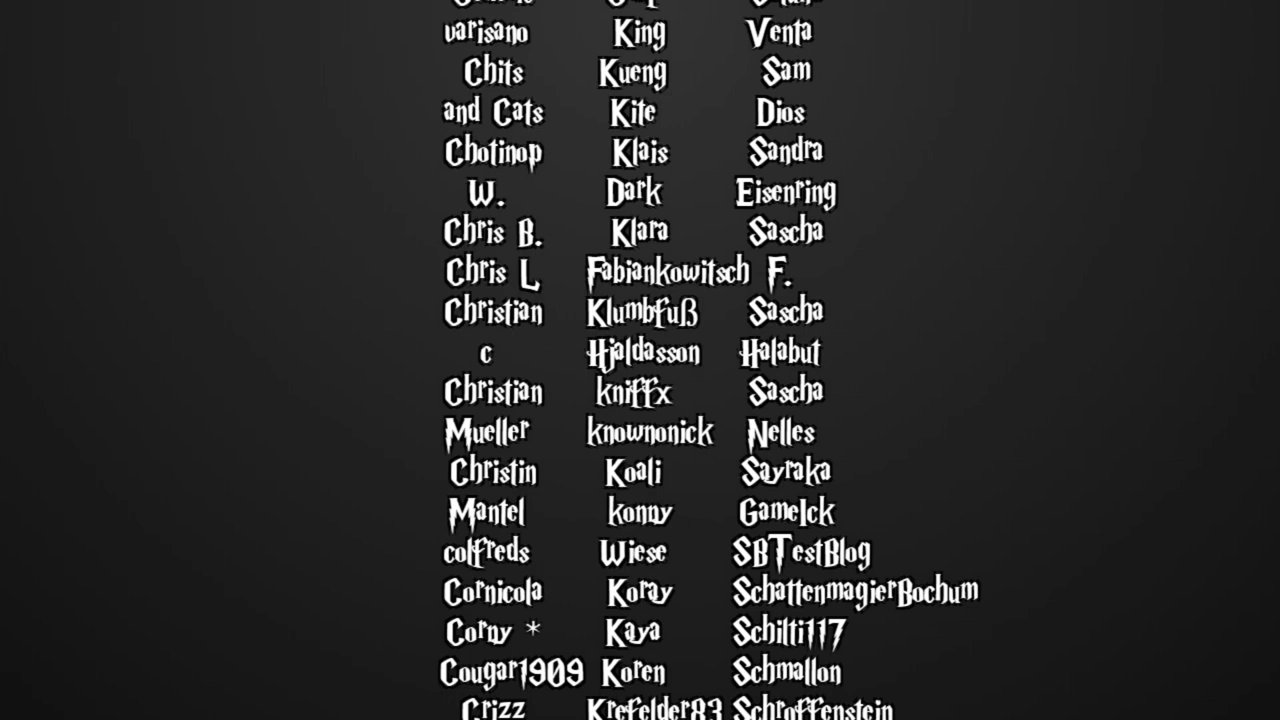 varisano King Venta
Chits Kueng Sam
and Cats Kite Dios
Chotinop Klais Sandra
W. Dark Eisenring
Chris B. Klara Sascha
Chris L Fabiankowitsch F.
Christian Klumbfuß Sascha
c Hjaldasson Halabut
Christian kniffx Sascha
Mueller knownonick Nelles
Christin Koali Sayraka
Mantel konny GameIck
colfreds Wiese SBTestBlog
Cornicola Koray SchattenmagierBochum
Corny * Kaya Schilti117
Cougar1909 Koren Schmallon
Crizz Krefelder83 Schroffenstein